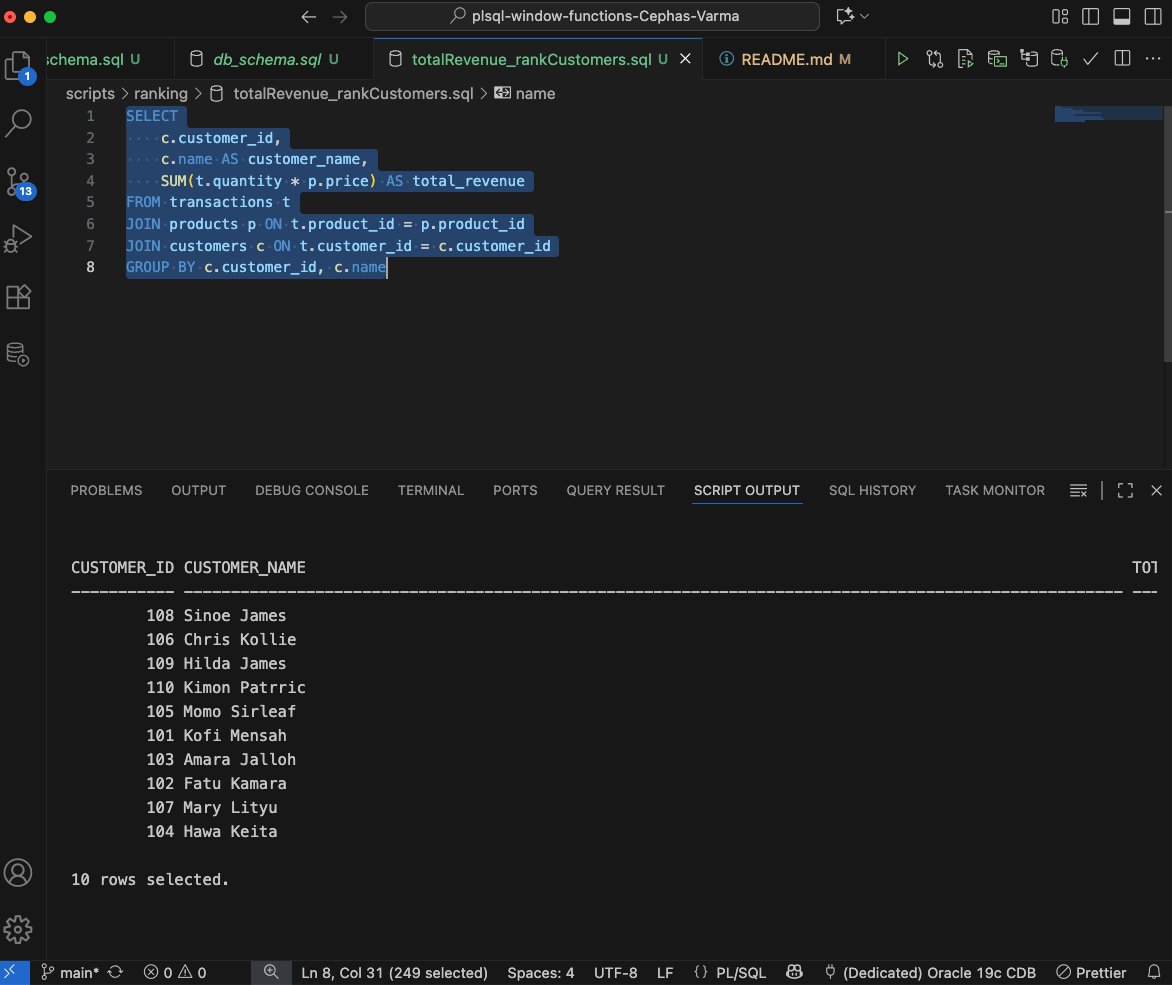 plsql-window-functions-Cephas-Varma
schema.sql U
db_schema.sql U
totalRevenue_rankCustomers.sql U
README.md M
1
scripts > ranking > totalRevenue_rankCustomers.sql > name
1 SELECT
2 c.customer_id,
3 c.name AS customer_name,
4 SUM(t.quantity * p.price) AS total_revenue
5 FROM transactions t
6 JOIN products p ON t.product_id = p.product_id
7 JOIN customers c ON t.customer_id = c.customer_id
8 GROUP BY c.customer_id, c.name
13
PROBLEMS OUTPUT DEBUG CONSOLE TERMINAL PORTS QUERY RESULT SCRIPT OUTPUT SQL HISTORY TASK MONITOR
CUSTOMER_ID CUSTOMER_NAME TOT
----------- ---------------------------------------------------------------------------------------------------- ---
108 Sinoe James
106 Chris Kollie
109 Hilda James
110 Kimon Patrric
105 Momo Sirleaf
101 Kofi Mensah
103 Amara Jalloh
102 Fatu Kamara
107 Mary Lityu
104 Hawa Keita
10 rows selected.
main* 0 0 Ln 8, Col 31 (249 selected) Spaces: 4 UTF-8 LF {} PL/SQL (Dedicated) Oracle 19c CDB Prettier